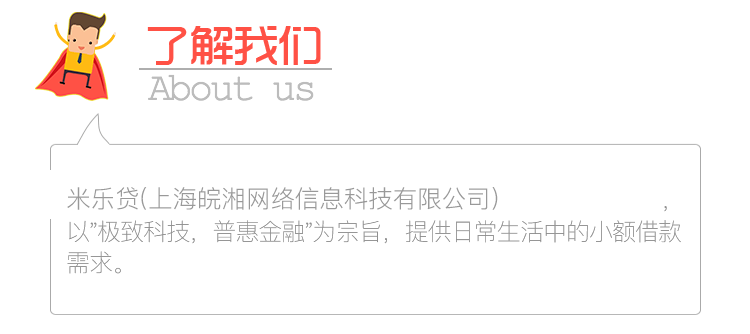 了解我们
About us
米乐贷(上海皖湘网络信息科技有限公司) ，
以”极致科技，普惠金融”为宗旨，提供日常生活中的小额借款
需求。